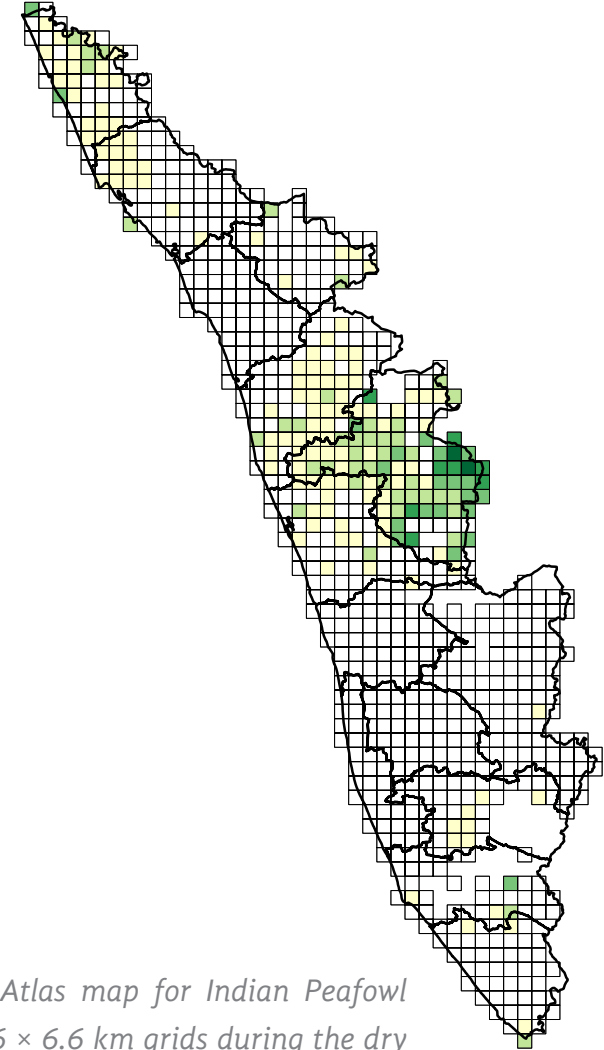 Atlas map for Indian Peafowl
× 6.6 km grids during the dry